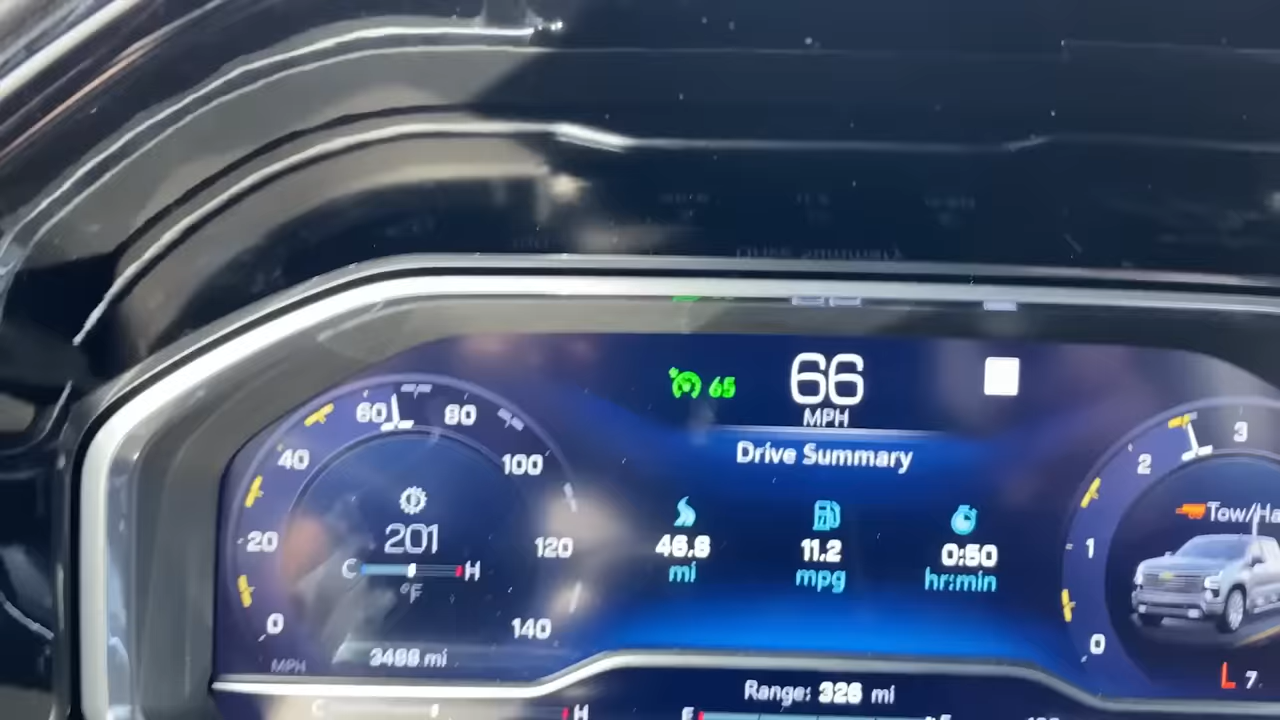 65
66
MPH
Drive Summary
46.8 11.2 0:50
mi mpg hr:min
0 20 40 60 80 100 120 140
MPH
201
C H
°F
3498 mi
Range: 326 mi
C H
F
0 1 2 3
Tow/Ha
L 7